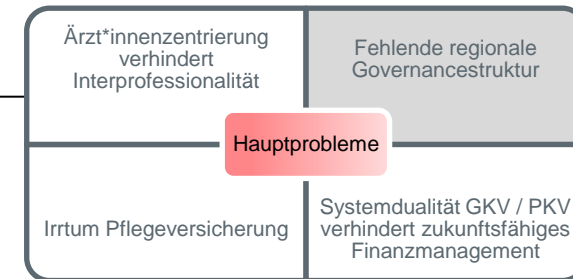 Ärzt*innenzentrierung
verhindert
Interprofessionalität
Fehlende regionale
Governancestruktur
Hauptprobleme
Irrtum Pflegeversicherung
Systemdualität GKV / PKV
verhindert zukunftsfähiges
Finanzmanagement